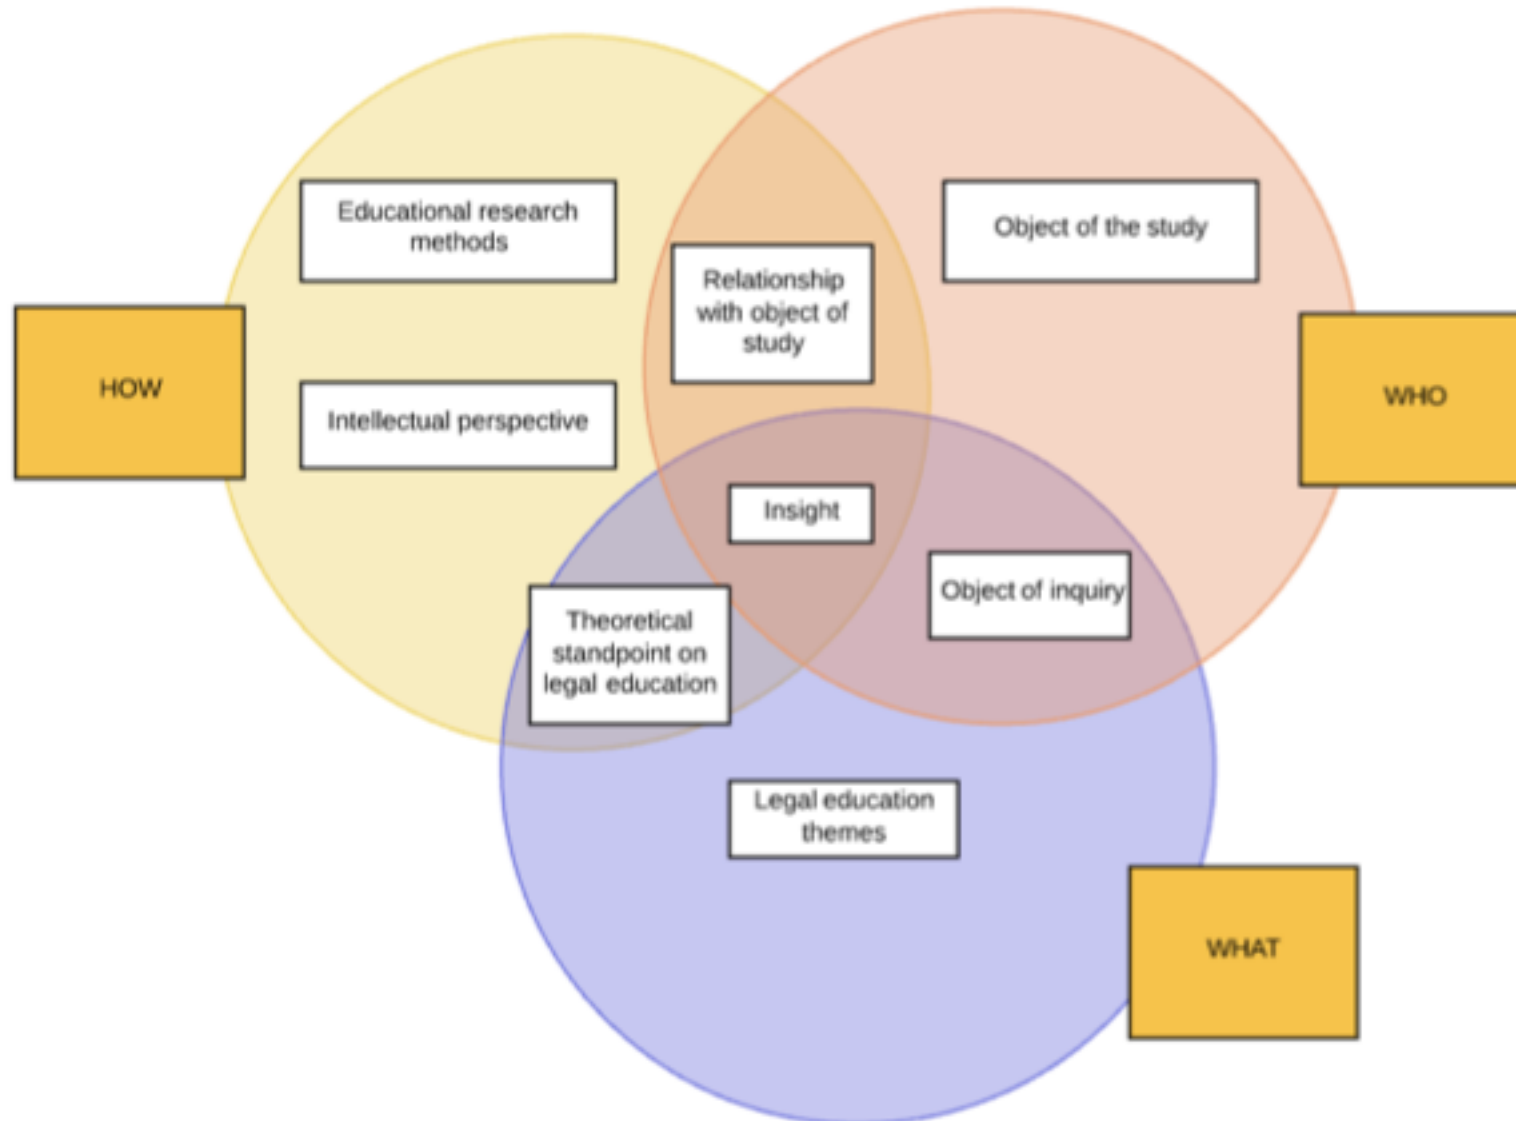 Educational research
methods
Object of the study
Relationship
with object of
study
HOW
WHO
Intellectual perspective
Insight
Object of inquiry
Theoretical
standpoint on
legal education
Legal education
themes
WHAT